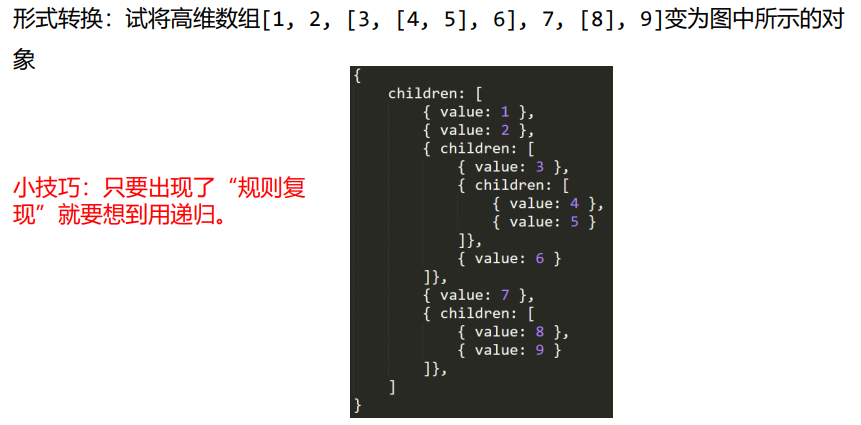 形式转换：试将高维数组[1, 2, [3, [4, 5], 6], 7, [8], 9]变为图中所示的对
象
小技巧：只要出现了“规则复
现”就要想到用递归。
{
    children: [
        { value: 1 },
        { value: 2 },
        { children: [
            { value: 3 },
            { children: [
                { value: 4 },
                { value: 5 }
            ]},
            { value: 6 }
        ]},
        { value: 7 },
        { children: [
            { value: 8 },
            { value: 9 }
        ]},
    ]
}